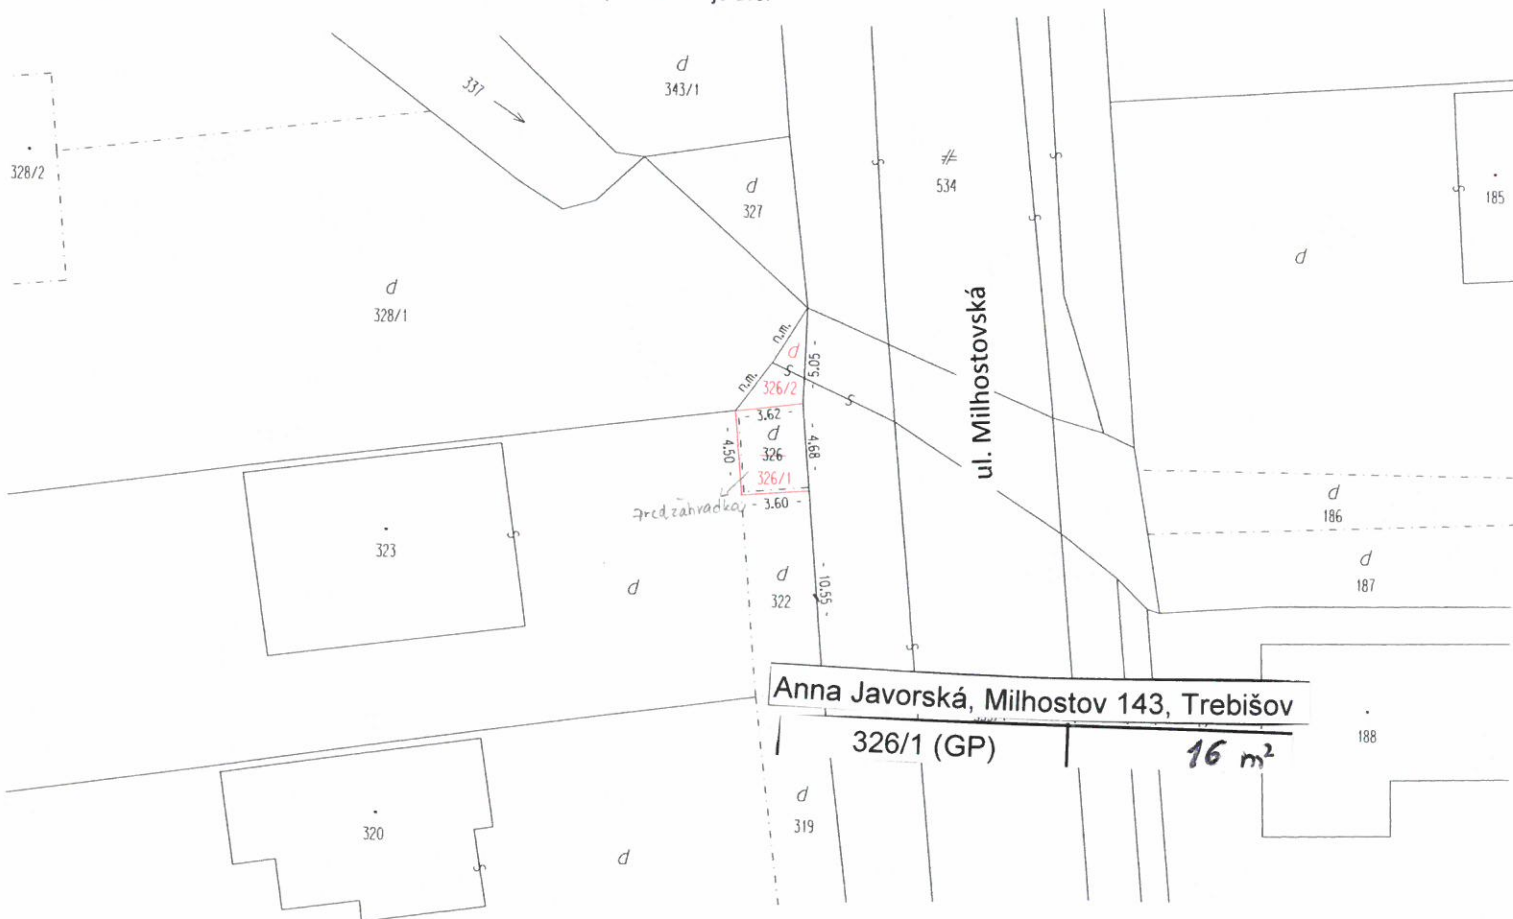 337
d
343/1
328/2
d
327
#
534
185
d
d
328/1
ul. Milhostovská
n.m.
d
- 5.05 -
n.m.
326/2
- 3.62 -
d
326
- 4.50 -
- 4.68 -
326/1
- 3.60 -
predzáhradka
323
d
d
322
- 10.55 -
d
186
d
187
Anna Javorská, Milhostov 143, Trebišov
326/1 (GP)
16 m²
188
d
319
320
d